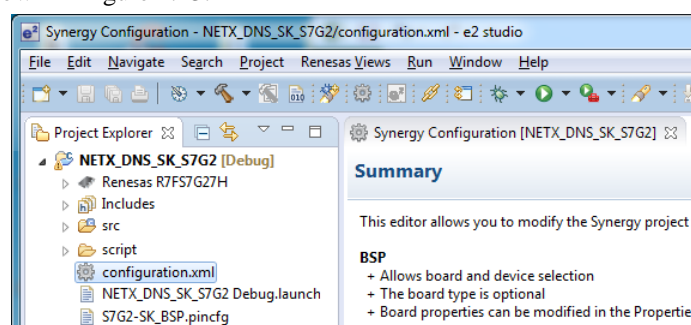 Synergy Configuration - NETX_DNS_SK_S7G2/configuration.xml - e2 studio
File Edit Navigate Search Project Renesas Views Run Window Help
Project Explorer
Synergy Configuration [NETX_DNS_SK_S7G2]
NETX_DNS_SK_S7G2 [Debug]
Renesas R7FS7G27H
Includes
src
script
configuration.xml
NETX_DNS_SK_S7G2 Debug.launch
S7G2-SK_BSP.pincfg
Summary
This editor allows you to modify the Synergy project
BSP
+ Allows board and device selection
+ The board type is optional
+ Board properties can be modified in the Propertie